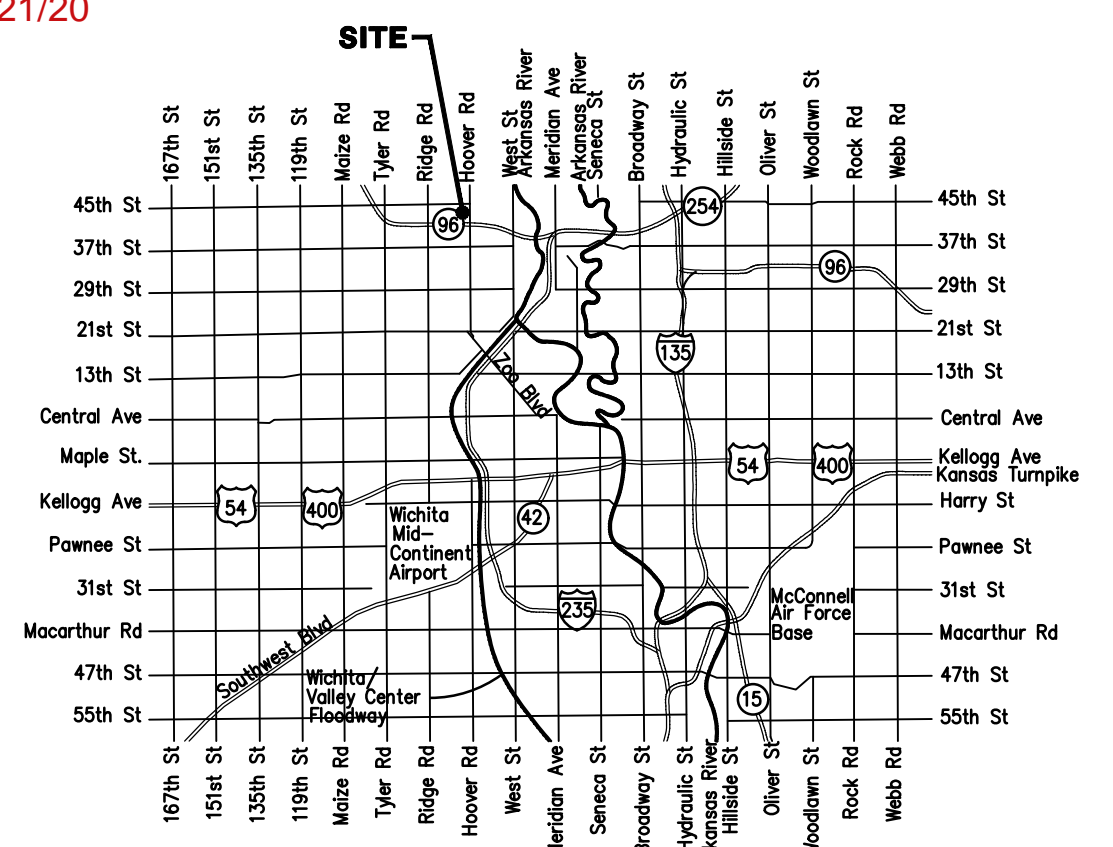 21/20
SITE
167th St
151st St
135th St
119th St
Maize Rd
Tyler Rd
Ridge Rd
Hoover Rd
West St
Arkansas River
Meridian Ave
Arkansas River
Seneca St
Broadway St
Hydraulic St
Hillside St
Oliver St
Woodlawn St
Rock Rd
Webb Rd
45th St
254
45th St
96
37th St
37th St
96
29th St
29th St
21st St
21st St
135
13th St
Zoo Blvd
13th St
Central Ave
Central Ave
Maple St.
54
400
Kellogg Ave
Kansas Turnpike
Kellogg Ave
54
400
Harry St
Wichita
Mid-
Continent
Airport
42
Pawnee St
Pawnee St
31st St
31st St
235
McConnell
Air Force
Base
Macarthur Rd
Southwest Blvd
Macarthur Rd
47th St
Wichita/
Valley Center
Floodway
47th St
15
55th St
55th St
167th St
151st St
135th St
119th St
Maize Rd
Tyler Rd
Ridge Rd
Hoover Rd
West St
eridian Ave
Seneca St
Broadway St
Hydraulic St
kansas River
Hillside St
Oliver St
Woodlawn St
Rock Rd
Webb Rd